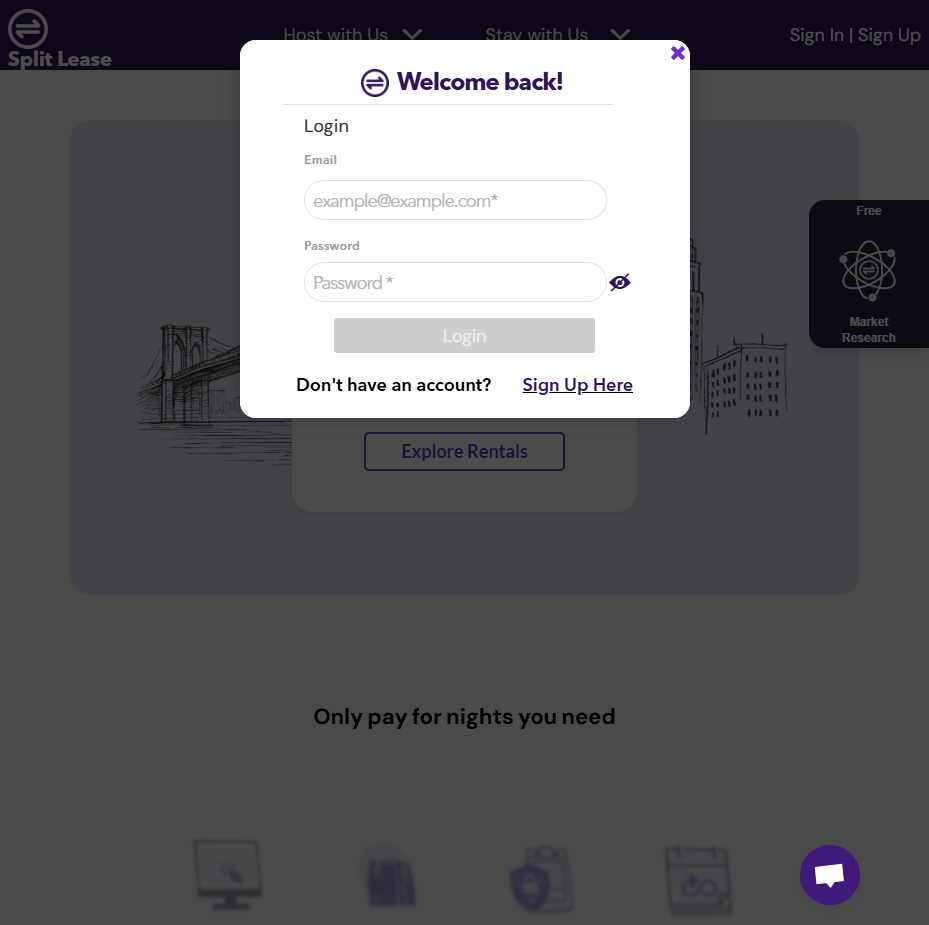 Host with Us
Stay with Us
Sign In | Sign Up
Split Lease
Welcome back!
Login
Email
example@example.com*
Password
Password *
Login
Don't have an account? Sign Up Here
Free
Market
Research
Explore Rentals
Only pay for nights you need